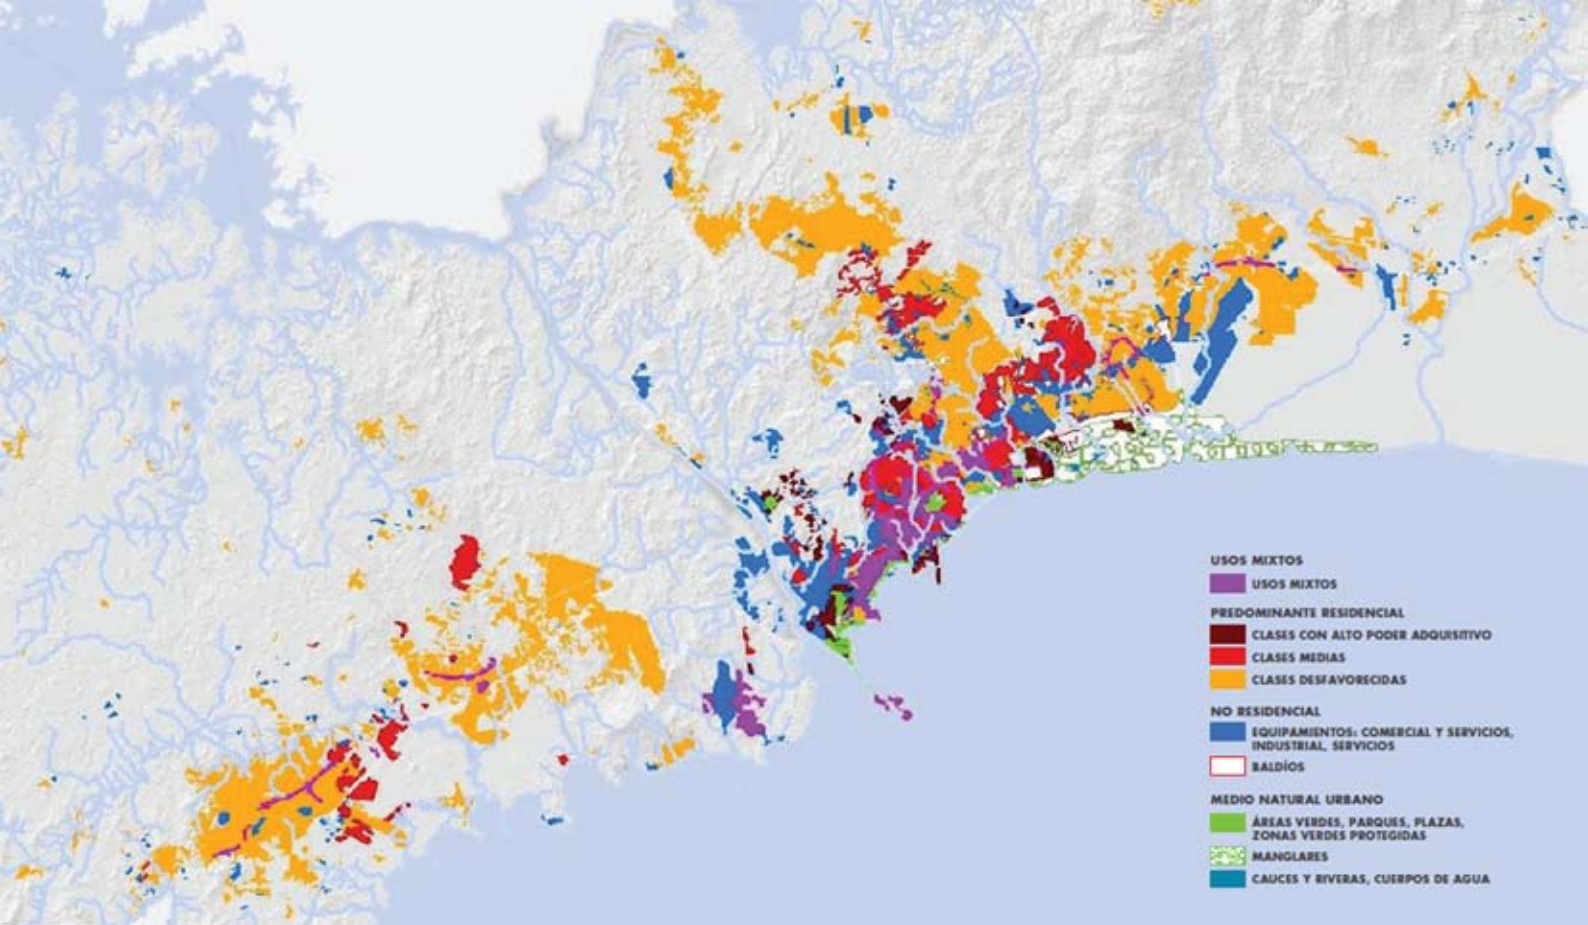 USOS MIXTOS
USOS MIXTOS
PREDOMINANTE RESIDENCIAL
CLASES CON ALTO PODER ADQUISITIVO
CLASES MEDIAS
CLASES DESFAVORECIDAS
NO RESIDENCIAL
EQUIPAMIENTOS: COMERCIAL Y SERVICIOS,
INDUSTRIAL, SERVICIOS
BALDÍOS
MEDIO NATURAL URBANO
ÁREAS VERDES, PARQUES, PLAZAS,
ZONAS VERDES PROTEGIDAS
MANGLARES
CAUCES Y RIVERAS, CUERPOS DE AGUA